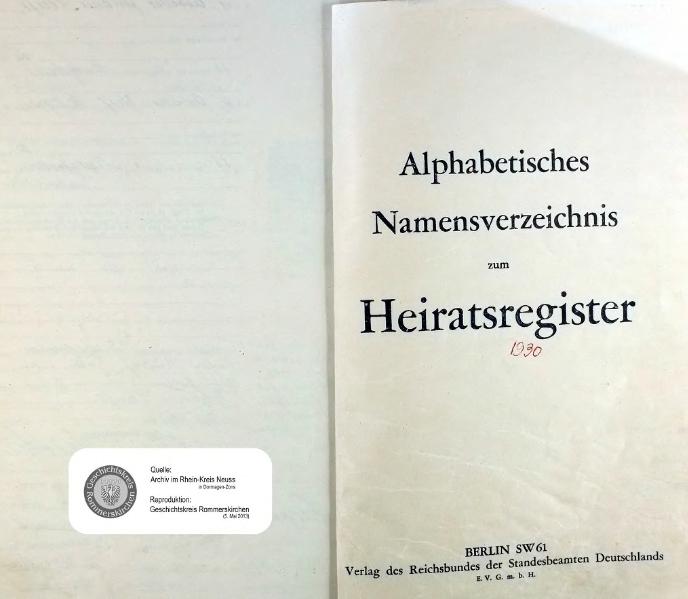 Alphabetisches
Namensverzeichnis
zum
Heiratsregister
1930
BERLIN SW61
Verlag des Reichsbundes der Standesbeamten Deutschlands
E. V. G. m. b. H.
Geschichtskreis
Rommerskirchen
Quelle:
Archiv im Rhein-Kreis Neuss
in Dormagen-Zons
Reproduktion:
Geschichtskreis Rommerskirchen
(5. Mai 2013)